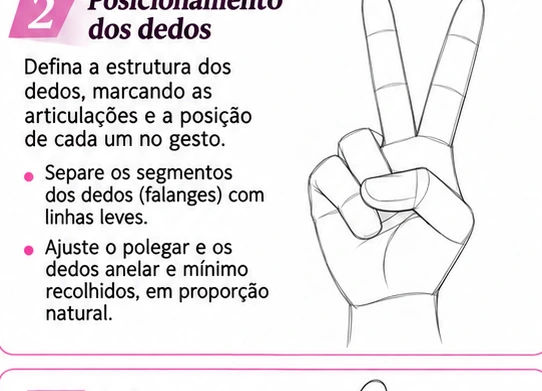 2
Posicionamento
dos dedos
Defina a estrutura dos
dedos, marcando as
articulações e a posição
de cada um no gesto.
Separe os segmentos
dos dedos (falanges) com
linhas leves.
Ajuste o polegar e os
dedos anelar e mínimo
recolhidos, em proporção
natural.